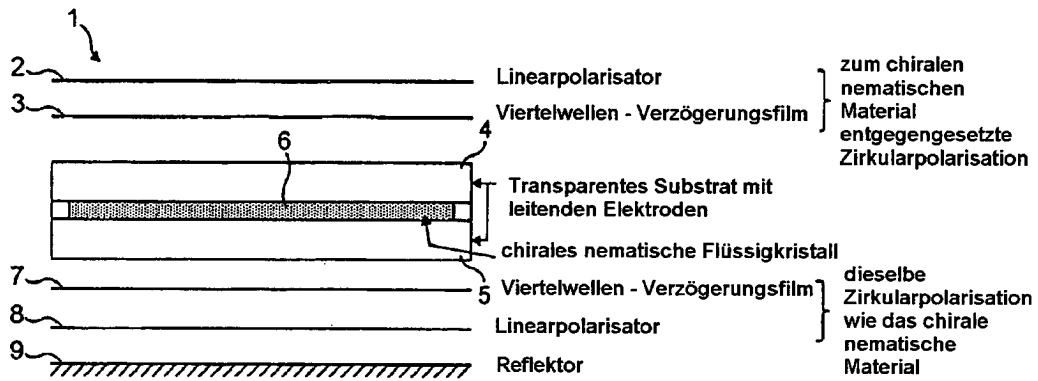 1
2
Linearpolarisator
3
Viertelwellen - Verzögerungsfilm
zum chiralen
nematischen
Material
entgegengesetzte
Zirkularpolarisation
4
6
Transparentes Substrat mit
leitenden Elektroden
chirales nematische Flüssigkristall
5
7
Viertelwellen - Verzögerungsfilm
8
Linearpolarisator
dieselbe
Zirkularpolarisation
wie das chirale
nematische
Material
9
Reflektor